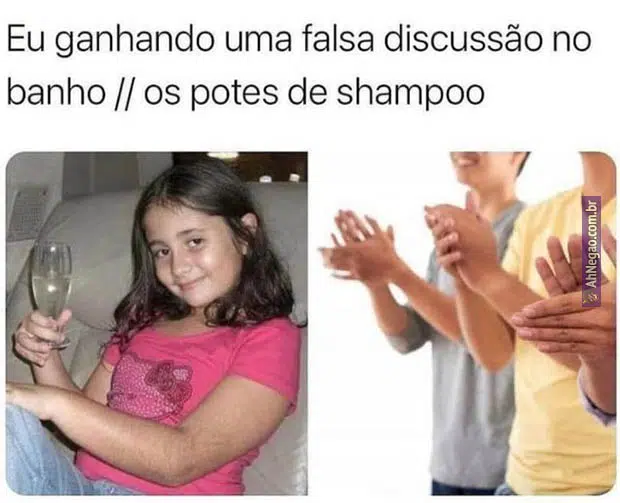 Eu ganhando uma falsa discussão no
banho // os potes de shampoo
AhNegao.com.br